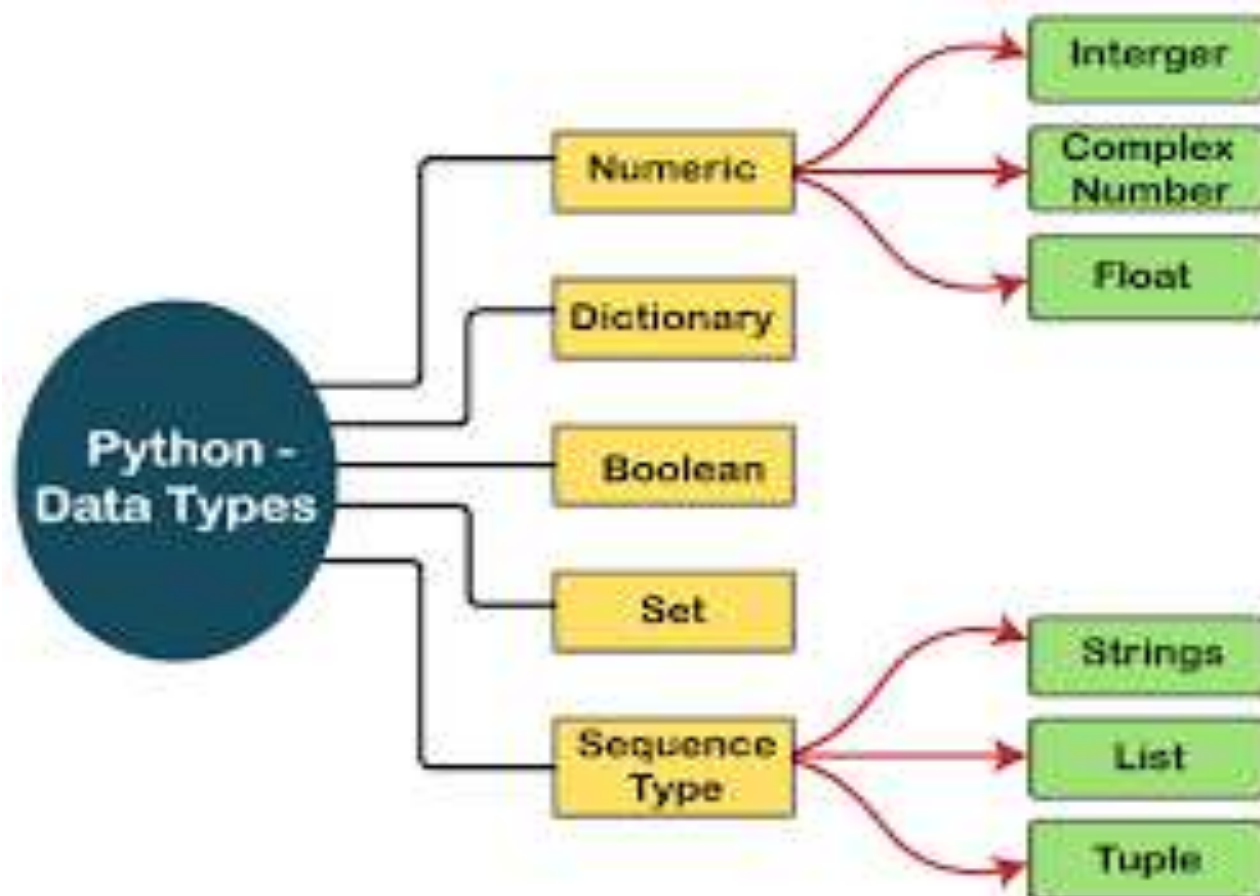 Python -
Data Types
Numeric
Dictionary
Boolean
Set
Sequence
Type
Interger
Complex
Number
Float
Strings
List
Tuple